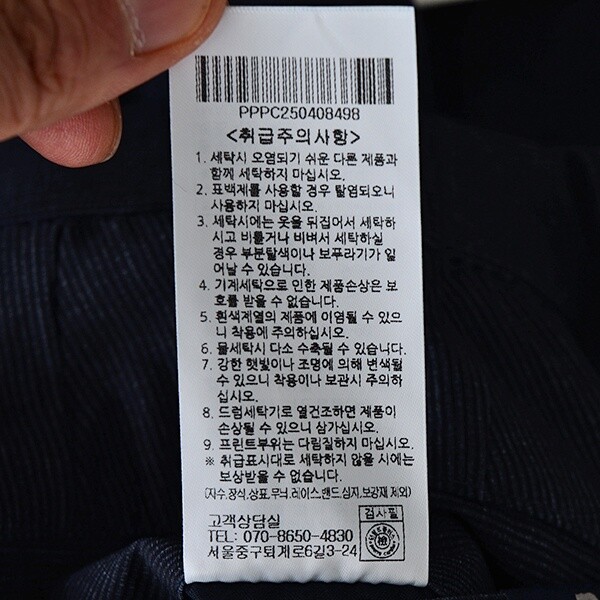 PPPC250408498
<취급주의사항>
1. 세탁시 오염되기 쉬운 다른 제품과
함께 세탁하지 마십시오.
2. 표백제를 사용할 경우 탈염되오니
사용하지 마십시오.
3. 세탁시에는 옷을 뒤집어서 세탁하
시고 비틀거나 비벼서 세탁하실
경우 부분탈색이나 보푸라기가 일
어날 수 있습니다.
4. 기계세탁으로 인한 제품손상은 보
호를 받을 수 없습니다.
5. 흰색계열의 제품에 이염될 수 있으
니 착용에 주의하십시오.
6. 물세탁시 다소 수축될 수 있습니다.
7. 강한 햇빛이나 조명에 의해 변색될
수 있으니 착용이나 보관시 주의하
십시오.
8. 드럼세탁기로 열건조하면 제품이
손상될 수 있으니 삼가십시오.
9. 프린트부위는 다림질하지 마십시오.
※ 취급표시대로 세탁하지 않을 시에는
보상받을 수 없습니다.
(자수,장식,상표,무늬,레이스,밴드,심지,보강재 제외)
검사필
고객상담실
TEL: 070-8650-4830
서울중구퇴계로6길3-24